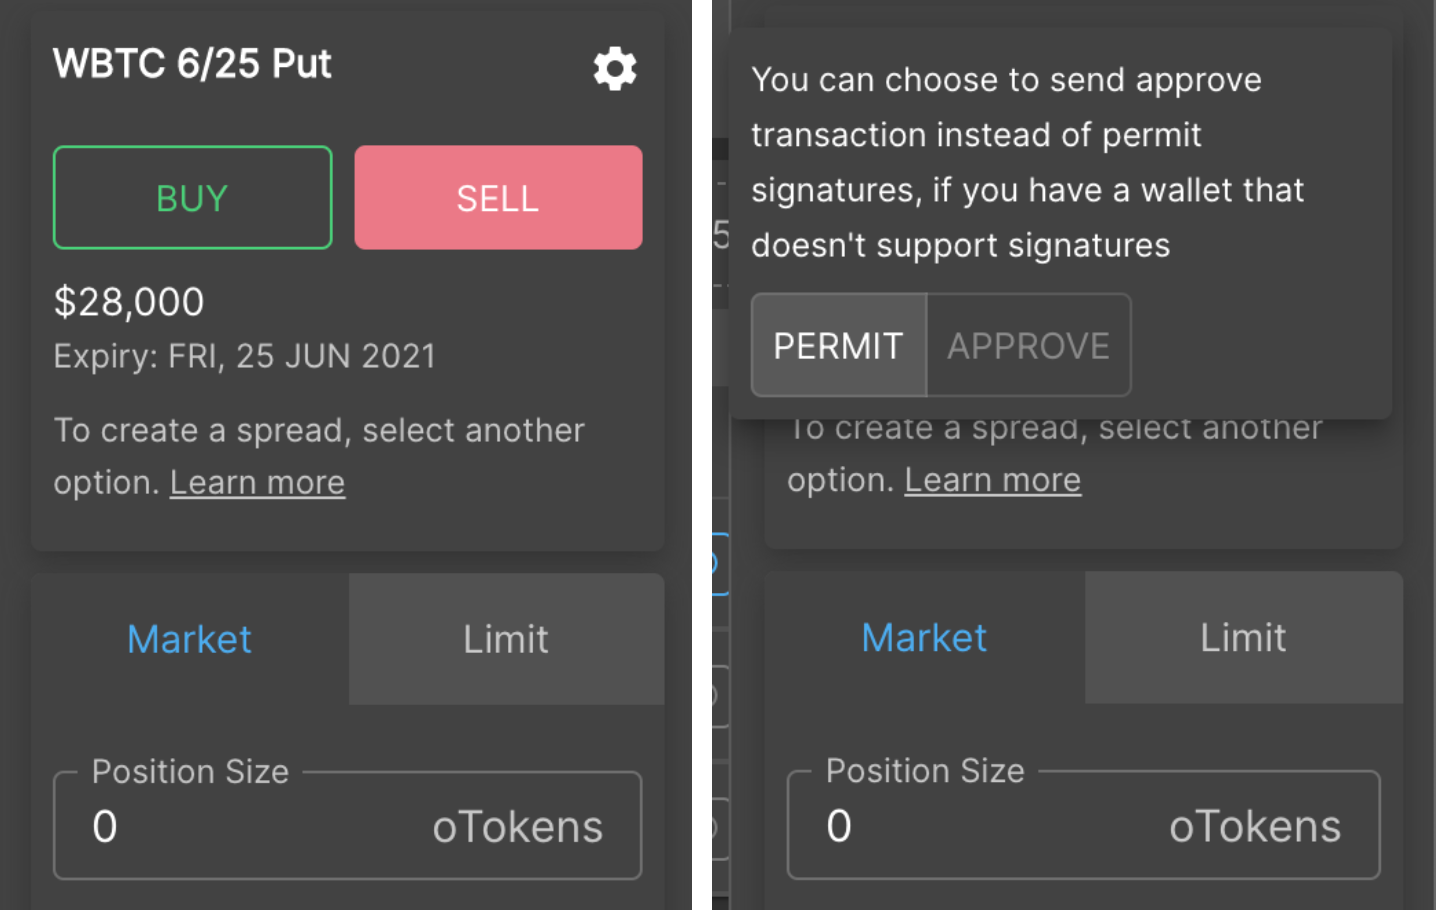 WBTC 6/25 Put
BUY
SELL
$28,000
Expiry: FRI, 25 JUN 2021
To create a spread, select another
option. Learn more
Market
Limit
Position Size
0
oTokens
You can choose to send approve
transaction instead of permit
signatures, if you have a wallet that
doesn't support signatures
5
PERMIT
APPROVE
To create a spread, select another
option. Learn more
Market
Limit
Position Size
0
oTokens